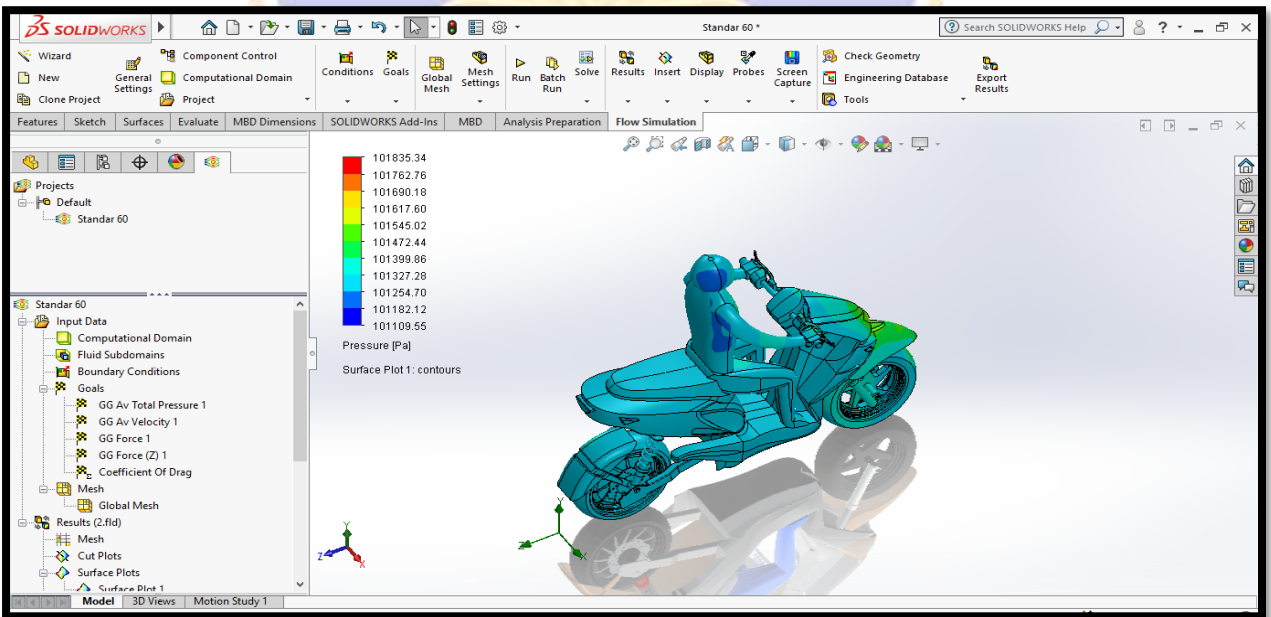 SOLIDWORKS
Standar 60 *
Search SOLIDWORKS Help
?
Wizard
New
Clone Project
General Settings
Component Control
Computational Domain
Project
Conditions
Goals
Global Mesh
Mesh Settings
Run
Batch Run
Solve
Results
Insert
Display
Probes
Screen Capture
Check Geometry
Engineering Database
Tools
Export Results
Features
Sketch
Surfaces
Evaluate
MBD Dimensions
SOLIDWORKS Add-Ins
MBD
Analysis Preparation
Flow Simulation
Projects
Default
Standar 60
Standar 60
Input Data
Computational Domain
Fluid Subdomains
Boundary Conditions
Goals
GG Av Total Pressure 1
GG Av Velocity 1
GG Force 1
GG Force (Z) 1
Coefficient Of Drag
Mesh
Global Mesh
Results (2.fld)
Mesh
Cut Plots
Surface Plots
Surface Plot 1
101835.34
101762.76
101690.18
101617.60
101545.02
101472.44
101399.86
101327.28
101254.70
101182.12
101109.55
Pressure [Pa]
Surface Plot 1: contours
Y
Z
X
Y
Z
X
Model
3D Views
Motion Study 1